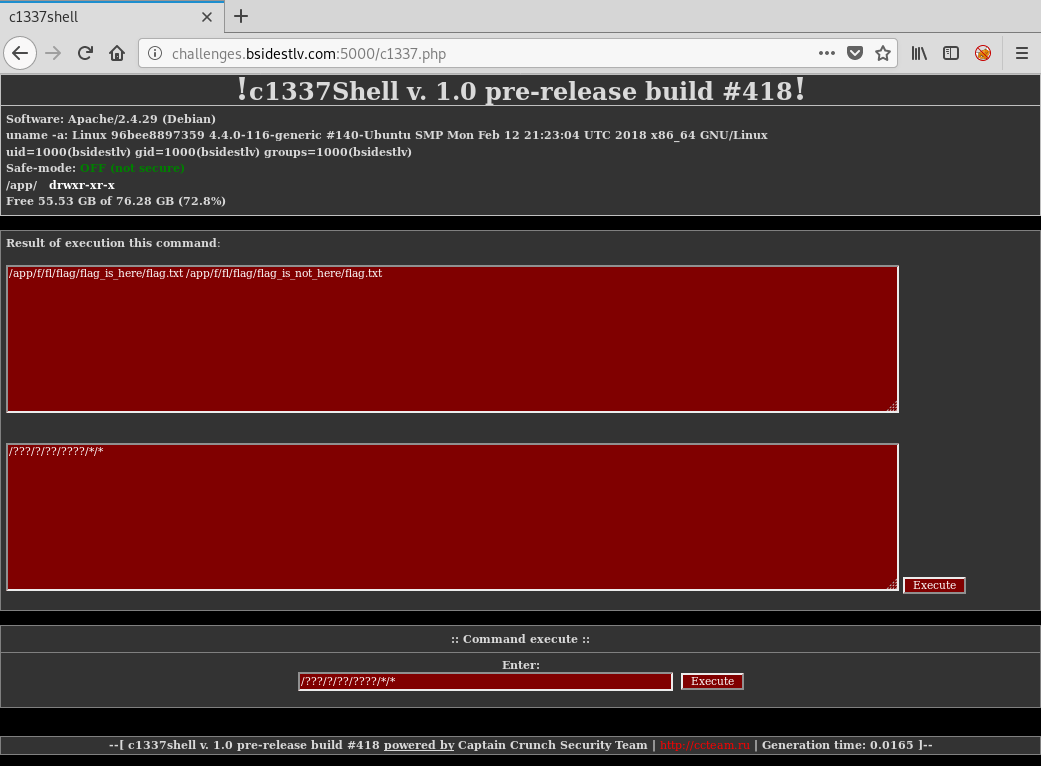 c1337shell
challenges.bsidestlv.com:5000/c1337.php
!c1337Shell v. 1.0 pre-release build #418!
Software: Apache/2.4.29 (Debian)
uname -a: Linux 96bee8897359 4.4.0-116-generic #140-Ubuntu SMP Mon Feb 12 21:23:04 UTC 2018 x86_64 GNU/Linux
uid=1000(bsidestlv) gid=1000(bsidestlv) groups=1000(bsidestlv)
Safe-mode: OFF (not secure)
/app/ drwxr-xr-x
Free 55.53 GB of 76.28 GB (72.8%)
Result of execution this command:
/app/f/fl/flag/flag_is_here/flag.txt /app/f/fl/flag/flag_is_not_here/flag.txt
/???/?/??/????/*/*
Execute
:: Command execute ::
Enter:
/???/?/??/????/*/* Execute
--[ c1337shell v. 1.0 pre-release build #418 powered by Captain Crunch Security Team | http://ccteam.ru | Generation time: 0.0165 ]--